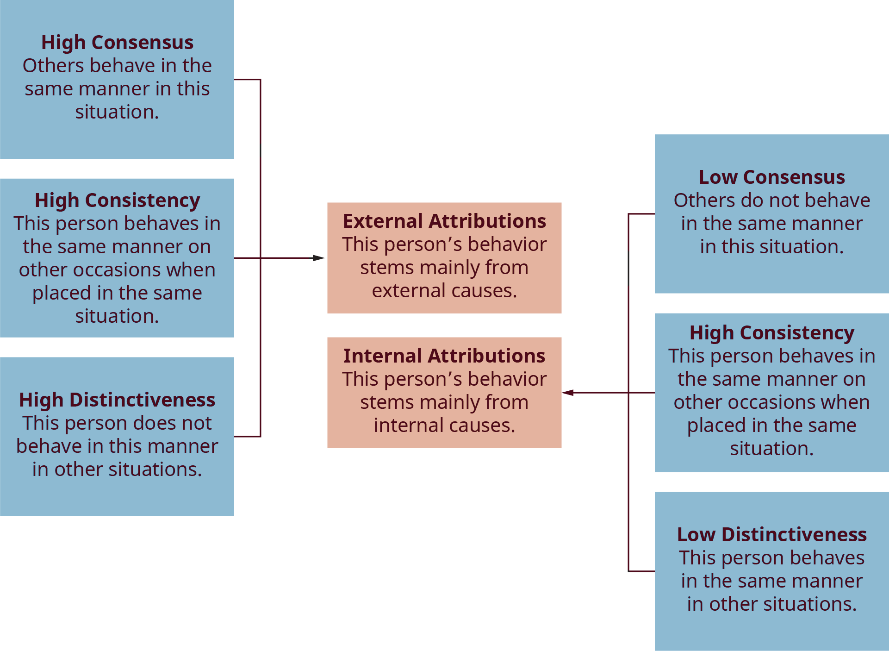 High Consensus
Others behave in the
same manner in this
situation.
High Consistency
This person behaves in
the same manner on
other occasions when
placed in the same
situation.
High Distinctiveness
This person does not
behave in this manner
in other situations.
External Attributions
This person’s behavior
stems mainly from
external causes.
Internal Attributions
This person’s behavior
stems mainly from
internal causes.
Low Consensus
Others do not behave
in the same manner
in this situation.
High Consistency
This person behaves in
the same manner on
other occasions when
placed in the same
situation.
Low Distinctiveness
This person behaves
in the same manner
in other situations.